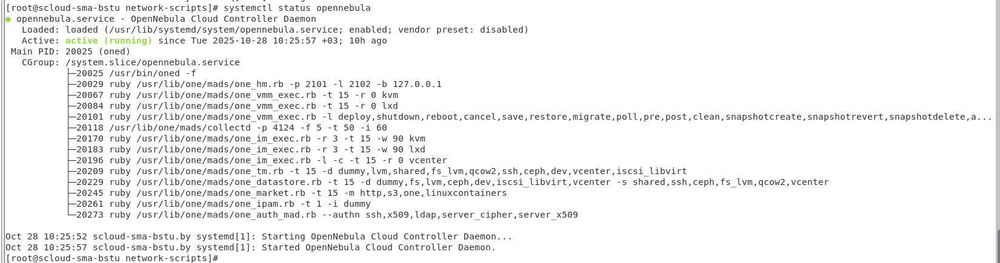 [root@scloud-sma-bstu network-scripts]# systemctl status opennebula
● opennebula.service - OpenNebula Cloud Controller Daemon
   Loaded: loaded (/usr/lib/systemd/system/opennebula.service; enabled; vendor preset: disabled)
   Active: active (running) since Tue 2025-10-28 10:25:57 +03; 10h ago
 Main PID: 20025 (oned)
   CGroup: /system.slice/opennebula.service
           ├─20025 /usr/bin/oned -f
           ├─20029 ruby /usr/lib/one/mads/one_hm.rb -p 2101 -l 2102 -b 127.0.0.1
           ├─20067 ruby /usr/lib/one/mads/one_vmm_exec.rb -t 15 -r 0 kvm
           ├─20084 ruby /usr/lib/one/mads/one_vmm_exec.rb -t 15 -r 0 lxd
           ├─20101 ruby /usr/lib/one/mads/one_vmm_exec.rb -l deploy,shutdown,reboot,cancel,save,restore,migrate,poll,pre,post,clean,snapshotcreate,snapshotrevert,snapshotdelete,a...
           ├─20118 /usr/lib/one/mads/collectd -p 4124 -f 5 -t 50 -i 60
           ├─20170 ruby /usr/lib/one/mads/one_im_exec.rb -r 3 -t 15 -w 90 kvm
           ├─20183 ruby /usr/lib/one/mads/one_im_exec.rb -r 3 -t 15 -w 90 lxd
           ├─20196 ruby /usr/lib/one/mads/one_im_exec.rb -l -c -t 15 -r 0 vcenter
           ├─20209 ruby /usr/lib/one/mads/one_tm.rb -t 15 -d dummy,lvm,shared,fs_lvm,qcow2,ssh,ceph,dev,vcenter,iscsi_libvirt
           ├─20229 ruby /usr/lib/one/mads/one_datastore.rb -t 15 -d dummy,fs,lvm,ceph,dev,iscsi_libvirt,vcenter -s shared,ssh,ceph,fs_lvm,qcow2,vcenter
           ├─20245 ruby /usr/lib/one/mads/one_market.rb -t 15 -m http,s3,one,linuxcontainers
           ├─20261 ruby /usr/lib/one/mads/one_ipam.rb -t 1 -i dummy
           └─20273 ruby /usr/lib/one/mads/one_auth_mad.rb --authn ssh,x509,ldap,server_cipher,server_x509

Oct 28 10:25:52 scloud-sma-bstu.by systemd[1]: Starting OpenNebula Cloud Controller Daemon...
Oct 28 10:25:57 scloud-sma-bstu.by systemd[1]: Started OpenNebula Cloud Controller Daemon.
[root@scloud-sma-bstu network-scripts]#